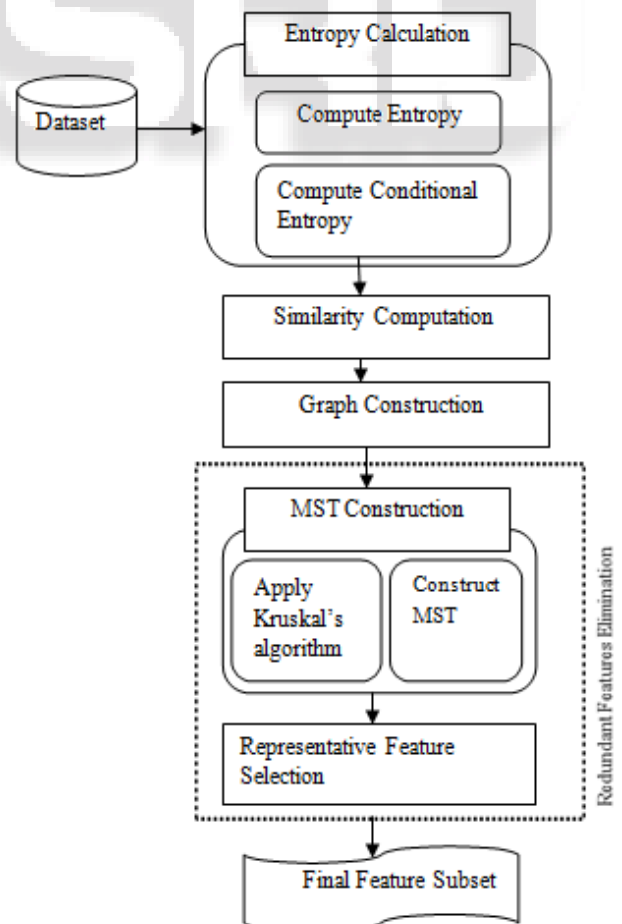 Entropy Calculation
Dataset
Compute Entropy
Compute Conditional
Entropy
Similarity Computation
Graph Construction
MST Construction
Apply
Kruskal's
algorithm
Construct
MST
Representative Feature
Selection
Redundant Features Elimination
Final Feature Subset